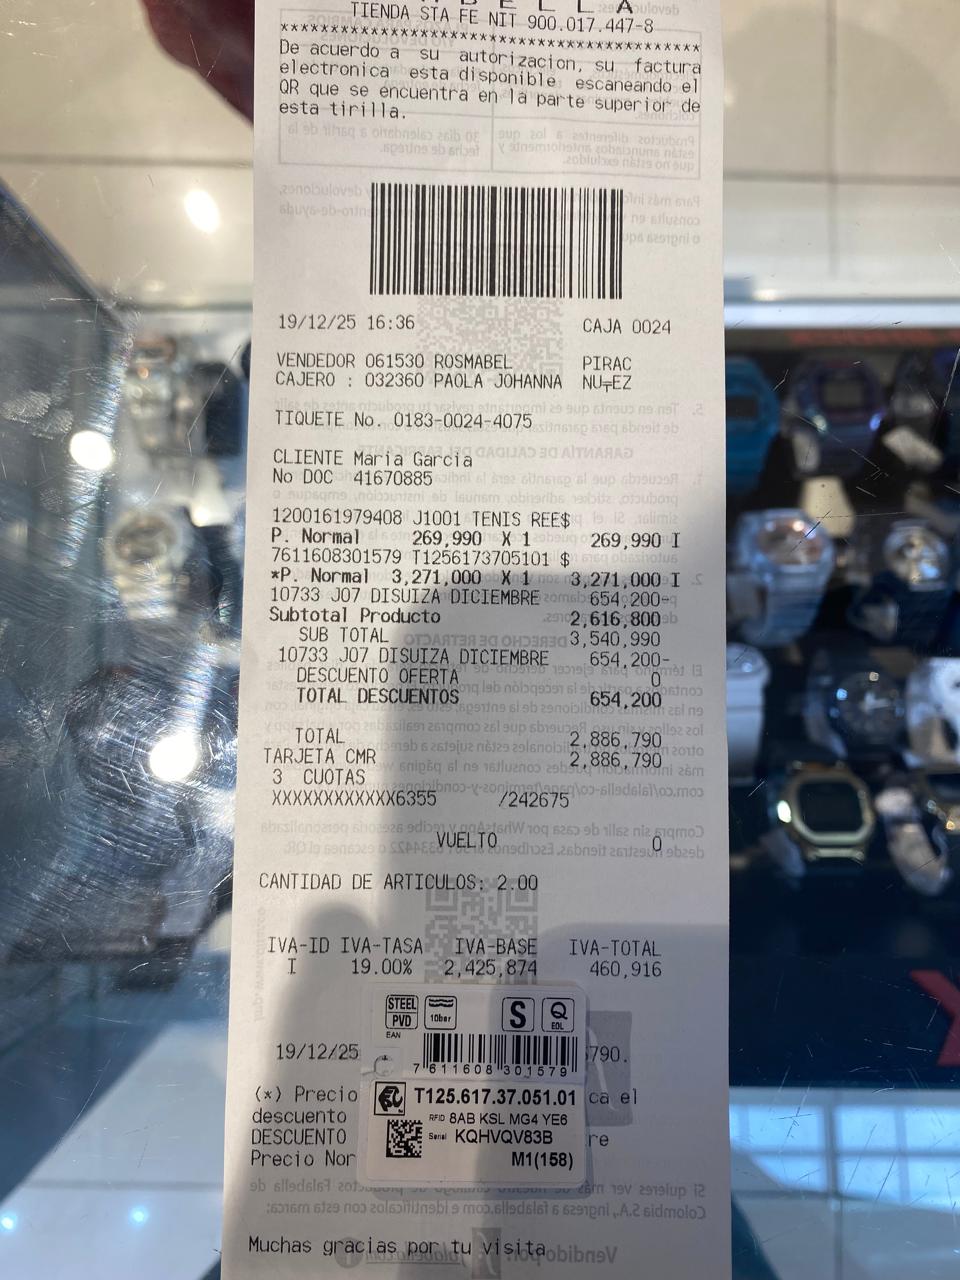 TIENDA STA FE NIT 900.017.447-8
******************************************
De acuerdo a su autorizacion, su factura
electronica esta disponible escaneando el
QR que se encuentra en la parte superior de
esta tirilla.
19/12/25 16:36 CAJA 0024
VENDEDOR 061530 ROSMABEL PIRAC
CAJERO : 032360 PAOLA JOHANNA NU╤EZ
TIQUETE No. 0183-0024-4075
CLIENTE Maria Garcia
No DOC 41670885
1200161979408 J1001 TENIS REE$
P. Normal 269,990 X 1 269,990 I
7611608301579 T1256173705101 $
*P. Normal 3,271,000 X 1 3,271,000 I
10733 J07 DISUIZA DICIEMBRE 654,200-
Subtotal Producto 2,616,800
SUB TOTAL 3,540,990
10733 J07 DISUIZA DICIEMBRE 654,200-
DESCUENTO OFERTA 0
TOTAL DESCUENTOS 654,200
TOTAL 2,886,790
TARJETA CMR 2,886,790
3 CUOTAS
XXXXXXXXXXXX6355 /242675
VUELTO 0
CANTIDAD DE ARTICULOS: 2.00
IVA-ID IVA-TASA IVA-BASE IVA-TOTAL
I 19.00% 2,425,874 460,916
STEEL PVD 10bar S Q EOL
EAN
7 611608 301579
19/12/25 790.
T125.617.37.051.01
RFID 8AB KSL MG4 YE6
Serial KQHVQV83B
M1(158)
(*) Precio ca el
descuento
DESCUENTO re
Precio Nor
Muchas gracias por tu visita